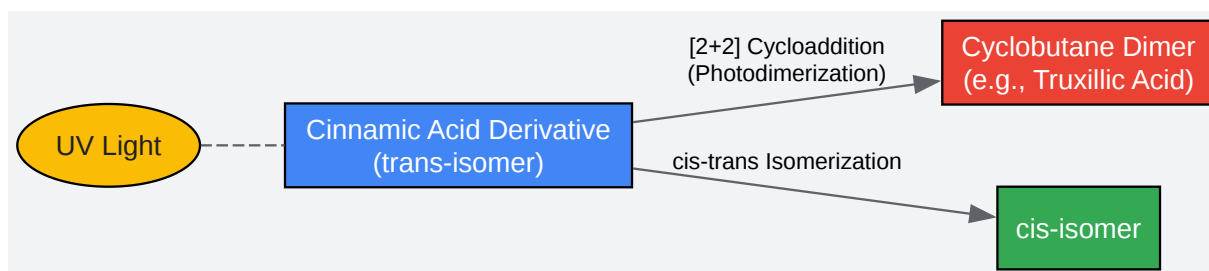 UV Light
Cinnamic Acid Derivative
(trans-isomer)
[2+2] Cycloaddition
(Photodimerization)
Cyclobutane Dimer
(e.g., Truxillic Acid)
cis-trans Isomerization
cis-isomer